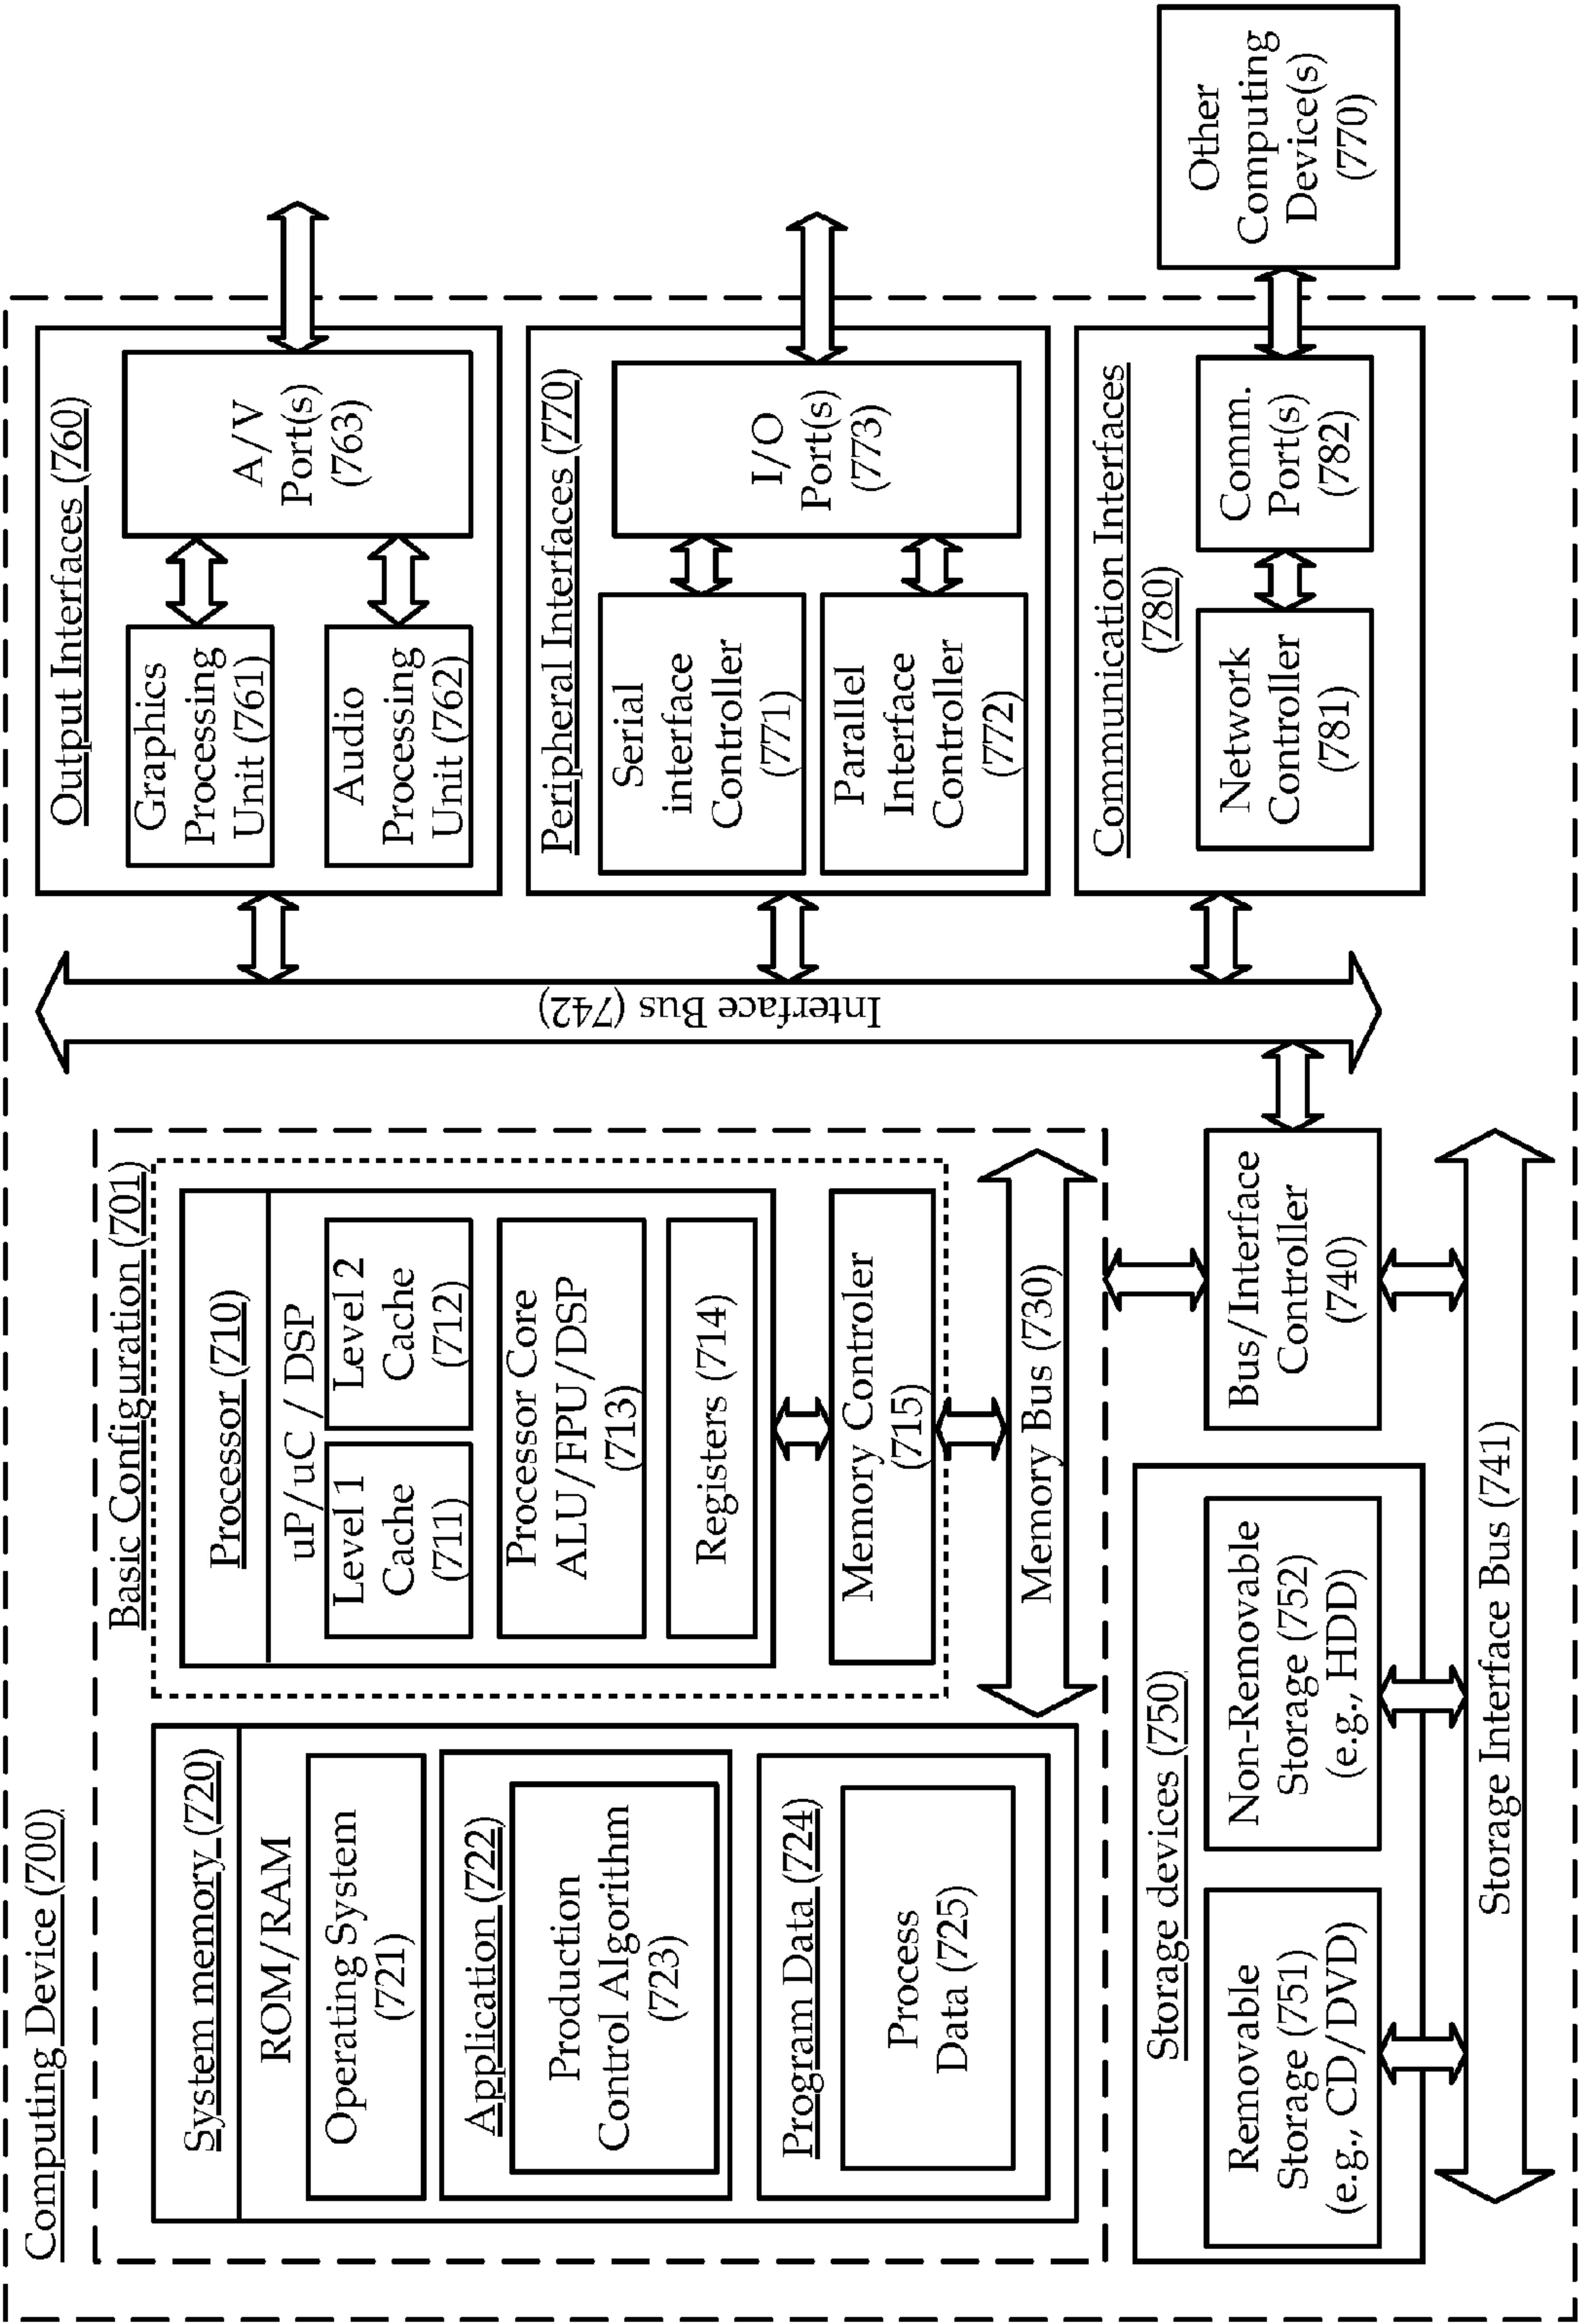 Computing Device (700)
Basic Configuration (701)
System memory (720)
ROM/RAM
Operating System
(721)
Application (722)
Production
Control Algorithm
(723)
Program Data (724)
Process
Data (725)
Processor (710)
uP/uC / DSP
Level 1
Cache
(711)
Level 2
Cache
(712)
Processor Core
ALU/FPU/DSP
(713)
Registers (714)
Memory Controler
(715)
Memory Bus (730)
Storage devices (750)
Removable
Storage (751)
(e.g., CD/DVD)
Non-Removable
Storage (752)
(e.g., HDD)
Bus/Interface
Controller
(740)
Storage Interface Bus (741)
Interface Bus (742)
Output Interfaces (760)
Graphics
Processing
Unit (761)
Audio
Processing
Unit (762)
A/V
Port(s)
(763)
Peripheral Interfaces (770)
Serial
interface
Controller
(771)
Parallel
Interface
Controller
(772)
I/O
Port(s)
(773)
Communication Interfaces
(780)
Network
Controller
(781)
Comm.
Port(s)
(782)
Other
Computing
Device(s)
(770)